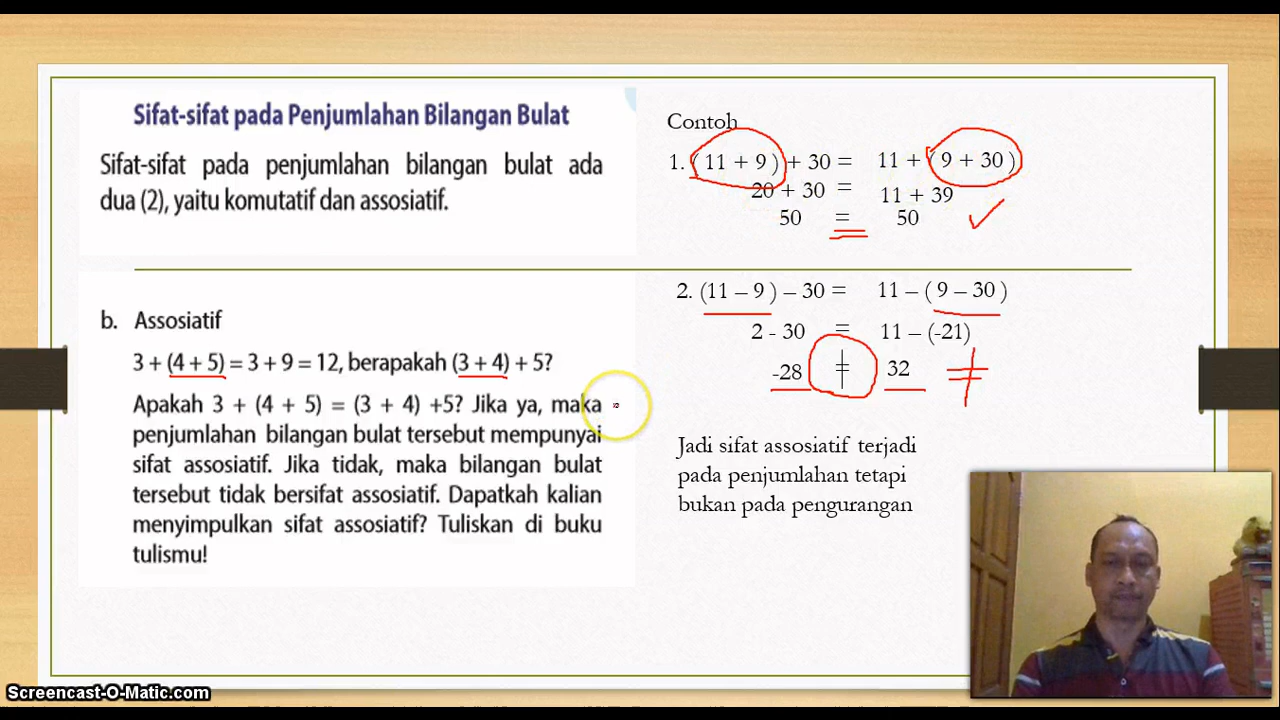 Sifat-sifat pada Penjumlahan Bilangan Bulat
Sifat-sifat pada penjumlahan bilangan bulat ada
dua (2), yaitu komutatif dan assosiatif.
b. Assosiatif
3 + (4 + 5) = 3 + 9 = 12, berapakah (3 + 4) + 5?
Apakah 3 + (4 + 5) = (3 + 4) +5? Jika ya, maka
penjumlahan bilangan bulat tersebut mempunyai
sifat assosiatif. Jika tidak, maka bilangan bulat
tersebut tidak bersifat assosiatif. Dapatkah kalian
menyimpulkan sifat assosiatif? Tuliskan di buku
tulismu!
Contoh
1. ( 11 + 9 ) + 30 = 11 + ( 9 + 30 )
20 + 30 = 11 + 39
50 = 50 ✓
2. (11 – 9 ) – 30 = 11 – ( 9 – 30 )
2 - 30 = 11 – (-21)
-28 ≠ 32 ≠
Jadi sifat assosiatif terjadi
pada penjumlahan tetapi
bukan pada pengurangan
Screencast-O-Matic.com